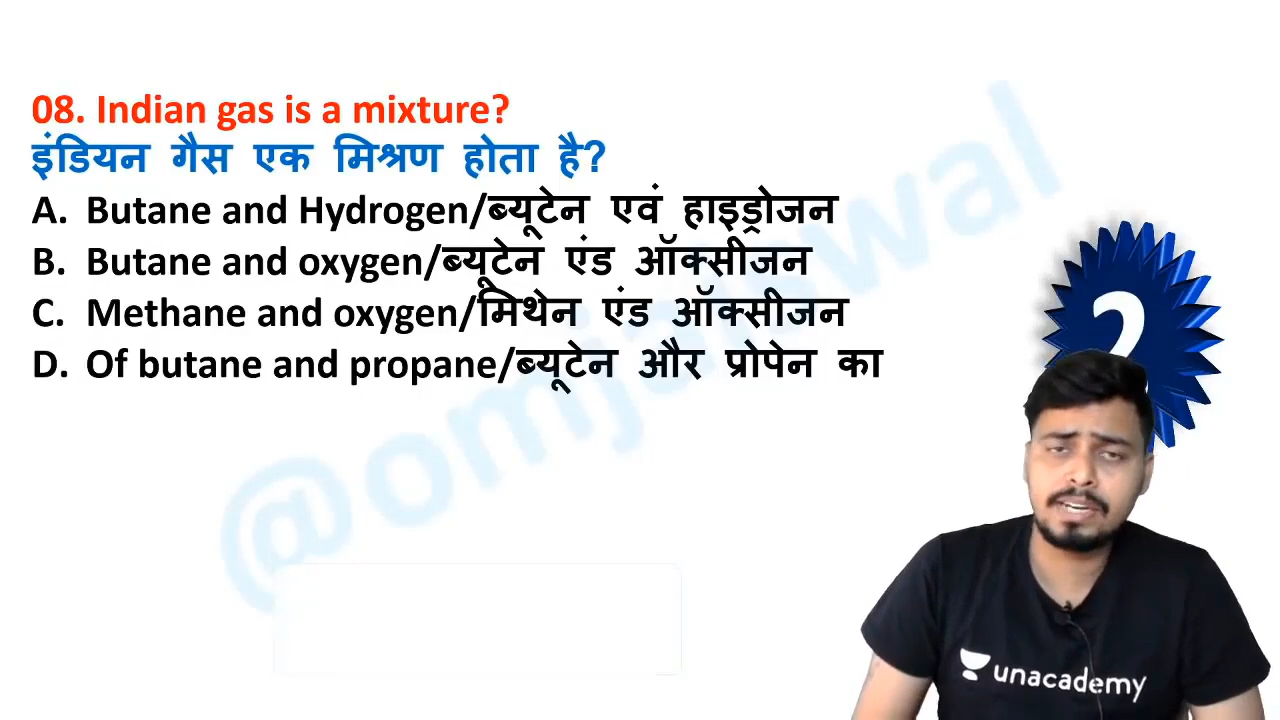 08. Indian gas is a mixture?
इंडियन गैस एक मिश्रण होता है?
A. Butane and Hydrogen/ब्यूटेन एवं हाइड्रोजन
B. Butane and oxygen/ब्यूटेन एंड ऑक्सीजन
C. Methane and oxygen/मिथेन एंड ऑक्सीजन
D. Of butane and propane/ब्यूटेन और प्रोपेन का
2
unacademy